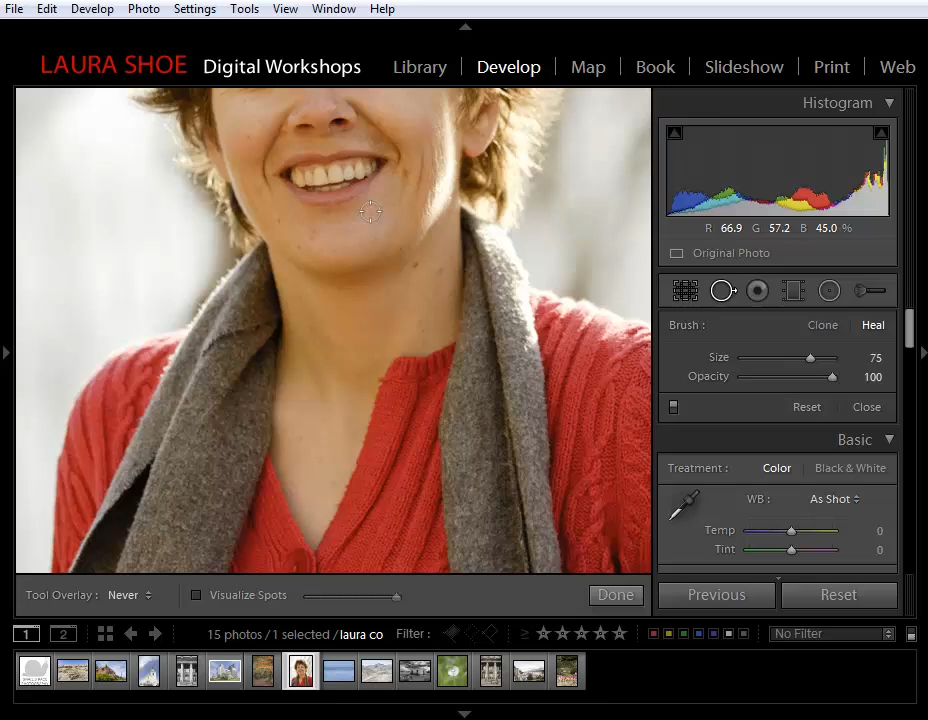 File Edit Develop Photo Settings Tools View Window Help
LAURA SHOE Digital Workshops Library Develop Map Book Slideshow Print Web
Histogram
R 66.9 G 57.2 B 45.0 %
Original Photo
Brush : Clone Heal
Size 75
Opacity 100
Reset Close
Basic
Treatment : Color Black & White
WB : As Shot
Temp 0
Tint 0
Tool Overlay : Never Visualize Spots Done
Previous Reset
1 2 15 photos / 1 selected / laura co Filter : No Filter